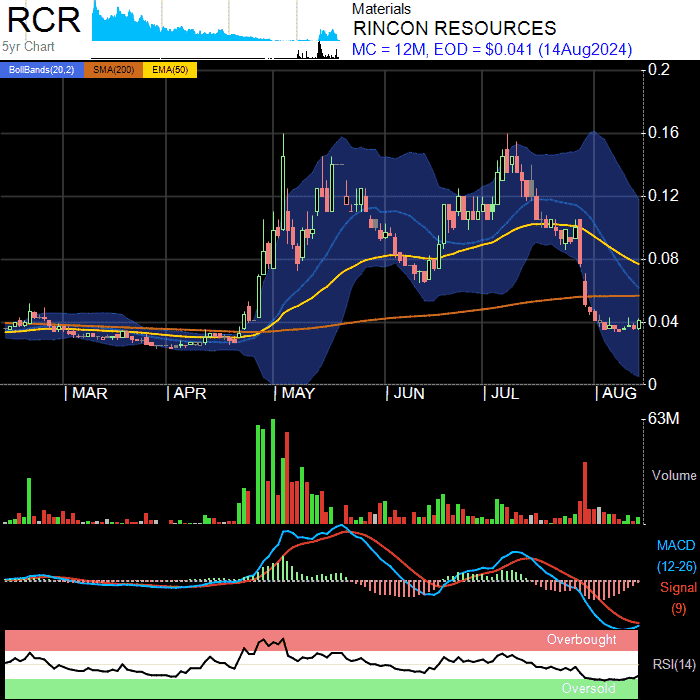 RCR
5yr Chart
Materials
RINCON RESOURCES
MC = 12M, EOD = $0.041 (14Aug2024)
BollBands(20,2) SMA(200) EMA(50)
0.2
0.16
0.12
0.08
0.04
0
MAR APR MAY JUN JUL AUG
63M
Volume
MACD
(12-26)
Signal
(9)
Overbought
RSI(14)
Oversold